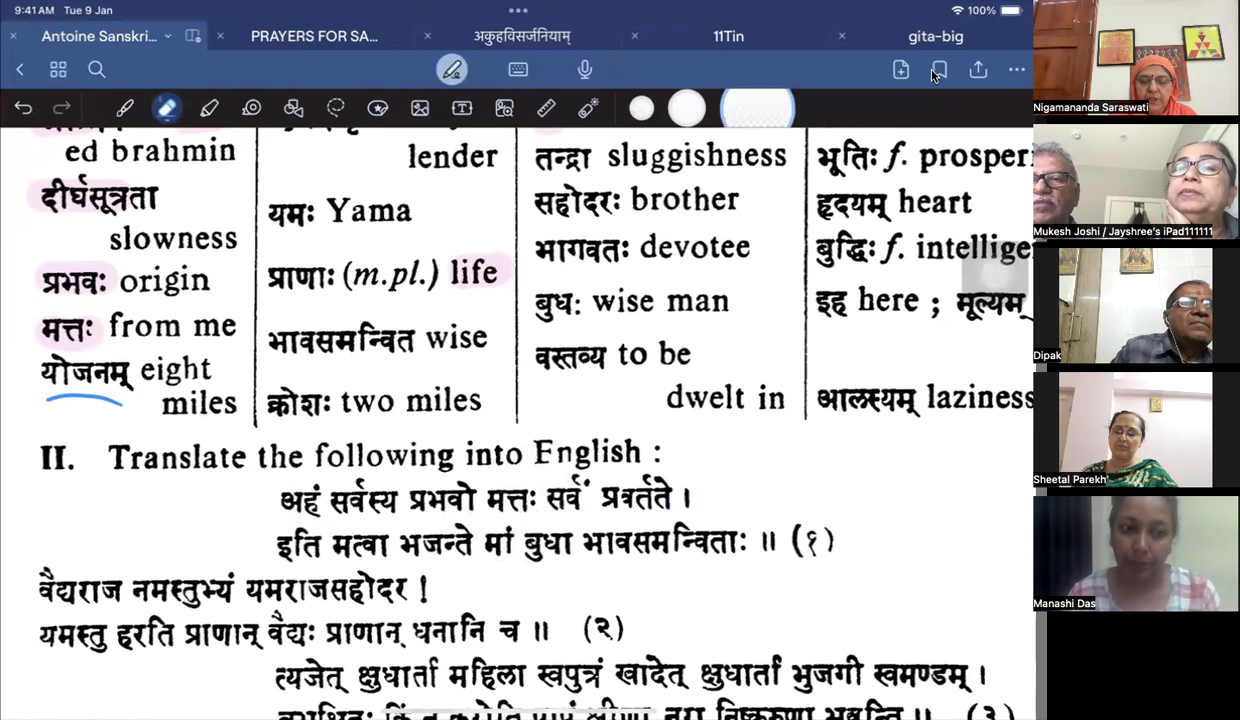 9:41 AM Tue 9 Jan
100%
Antoine Sanskri...
PRAYERS FOR SA...
अकुहविसर्जनियाम्
11Tin
gita-big
ed brahmin
दीर्घसूत्रता
slowness
प्रभवः origin
मत्तः from me
योजनम् eight
miles
lender
यमः Yama
प्राणाः (m.pl.) life
भावसमन्वित wise
क्रोशः two miles
तन्द्रा sluggishness
सहोदरः brother
भागवतः devotee
बुधः wise man
वस्तव्य to be
dwelt in
भूतिः f. prosperi
हृदयम् heart
बुद्धिः f. intellige
इह here ; मूल्यम्
आलस्यम् laziness
II. Translate the following into English :
अहं सर्वस्य प्रभवो मत्तः सर्वं प्रवर्तते ।
इति मत्वा भजन्ते मां बुधा भावसमन्विताः ॥ (१)
वैद्यराज नमस्तुभ्यं यमराजसहोदर !
यमस्तु हरति प्राणान् वैद्यः प्राणान् धनानि च ॥ (२)
त्यजेत् क्षुधार्ता महिला स्वपुत्रं खादेत् क्षुधार्ता भुजगी स्वमण्डम् ।
Nigamananda Saraswati
Mukesh Joshi / Jayshree's iPad111111
Dipak
Sheetal Parekh
Manashi Das